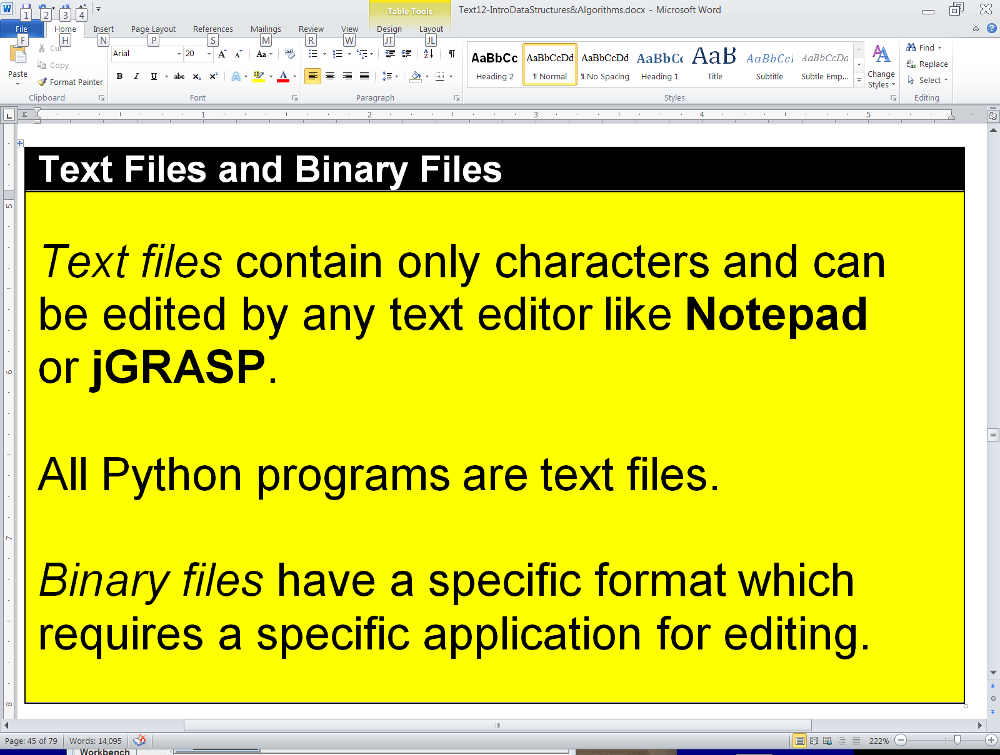 1 2 3 4
Table Tools
Text12-IntroDataStructures&Algorithms.docx - Microsoft Word
File Home Insert Page Layout References Mailings Review View Design Layout
F H N P S M R W JT JL
Paste
Cut
Copy
Format Painter
Clipboard
Arial 20
Font
Paragraph
AaBbCc AaBbCcDd AaBbCcDd AaBbCc AaB AaBbCcI AaBbCcDa
Heading 2 ¶ Normal ¶ No Spacing Heading 1 Title Subtitle Subtle Emp...
Styles
Change
Styles
Find
Replace
Select
Editing
1 2 3 4 5
Text Files and Binary Files
Text files contain only characters and can
be edited by any text editor like Notepad
or jGRASP.
All Python programs are text files.
Binary files have a specific format which
requires a specific application for editing.
5
6
7
8
Page: 45 of 79 Words: 14,095 222%
Workbench